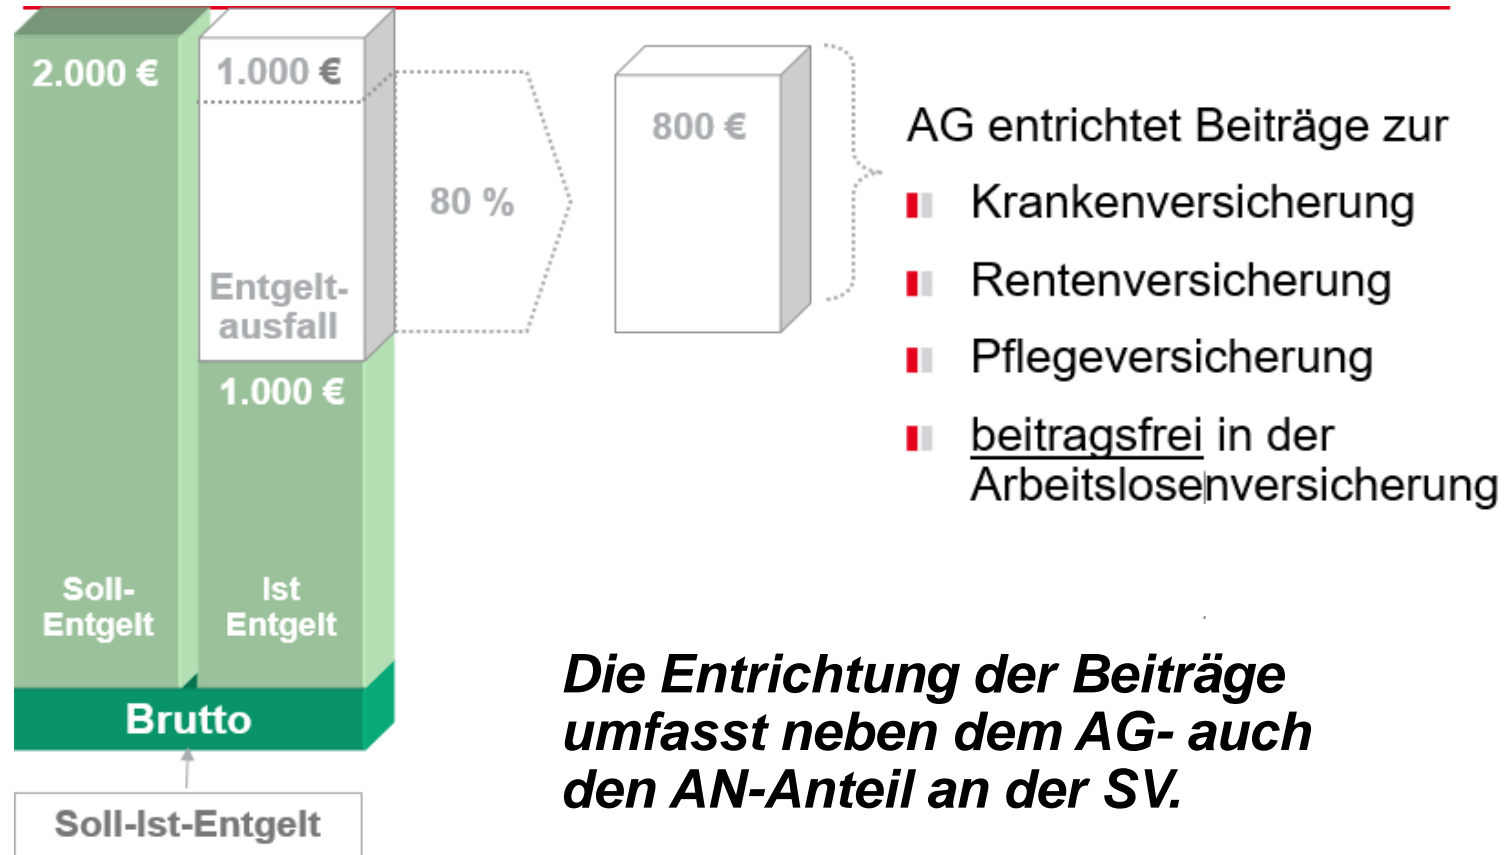 2.000 €
1.000 €
Entgelt-
ausfall
1.000 €
Soll-
Entgelt
Ist
Entgelt
Brutto
Soll-Ist-Entgelt
80 %
800 €
AG entrichtet Beiträge zur
Krankenversicherung
Rentenversicherung
Pflegeversicherung
beitragsfrei in der
Arbeitslosenversicherung
Die Entrichtung der Beiträge
umfasst neben dem AG- auch
den AN-Anteil an der SV.